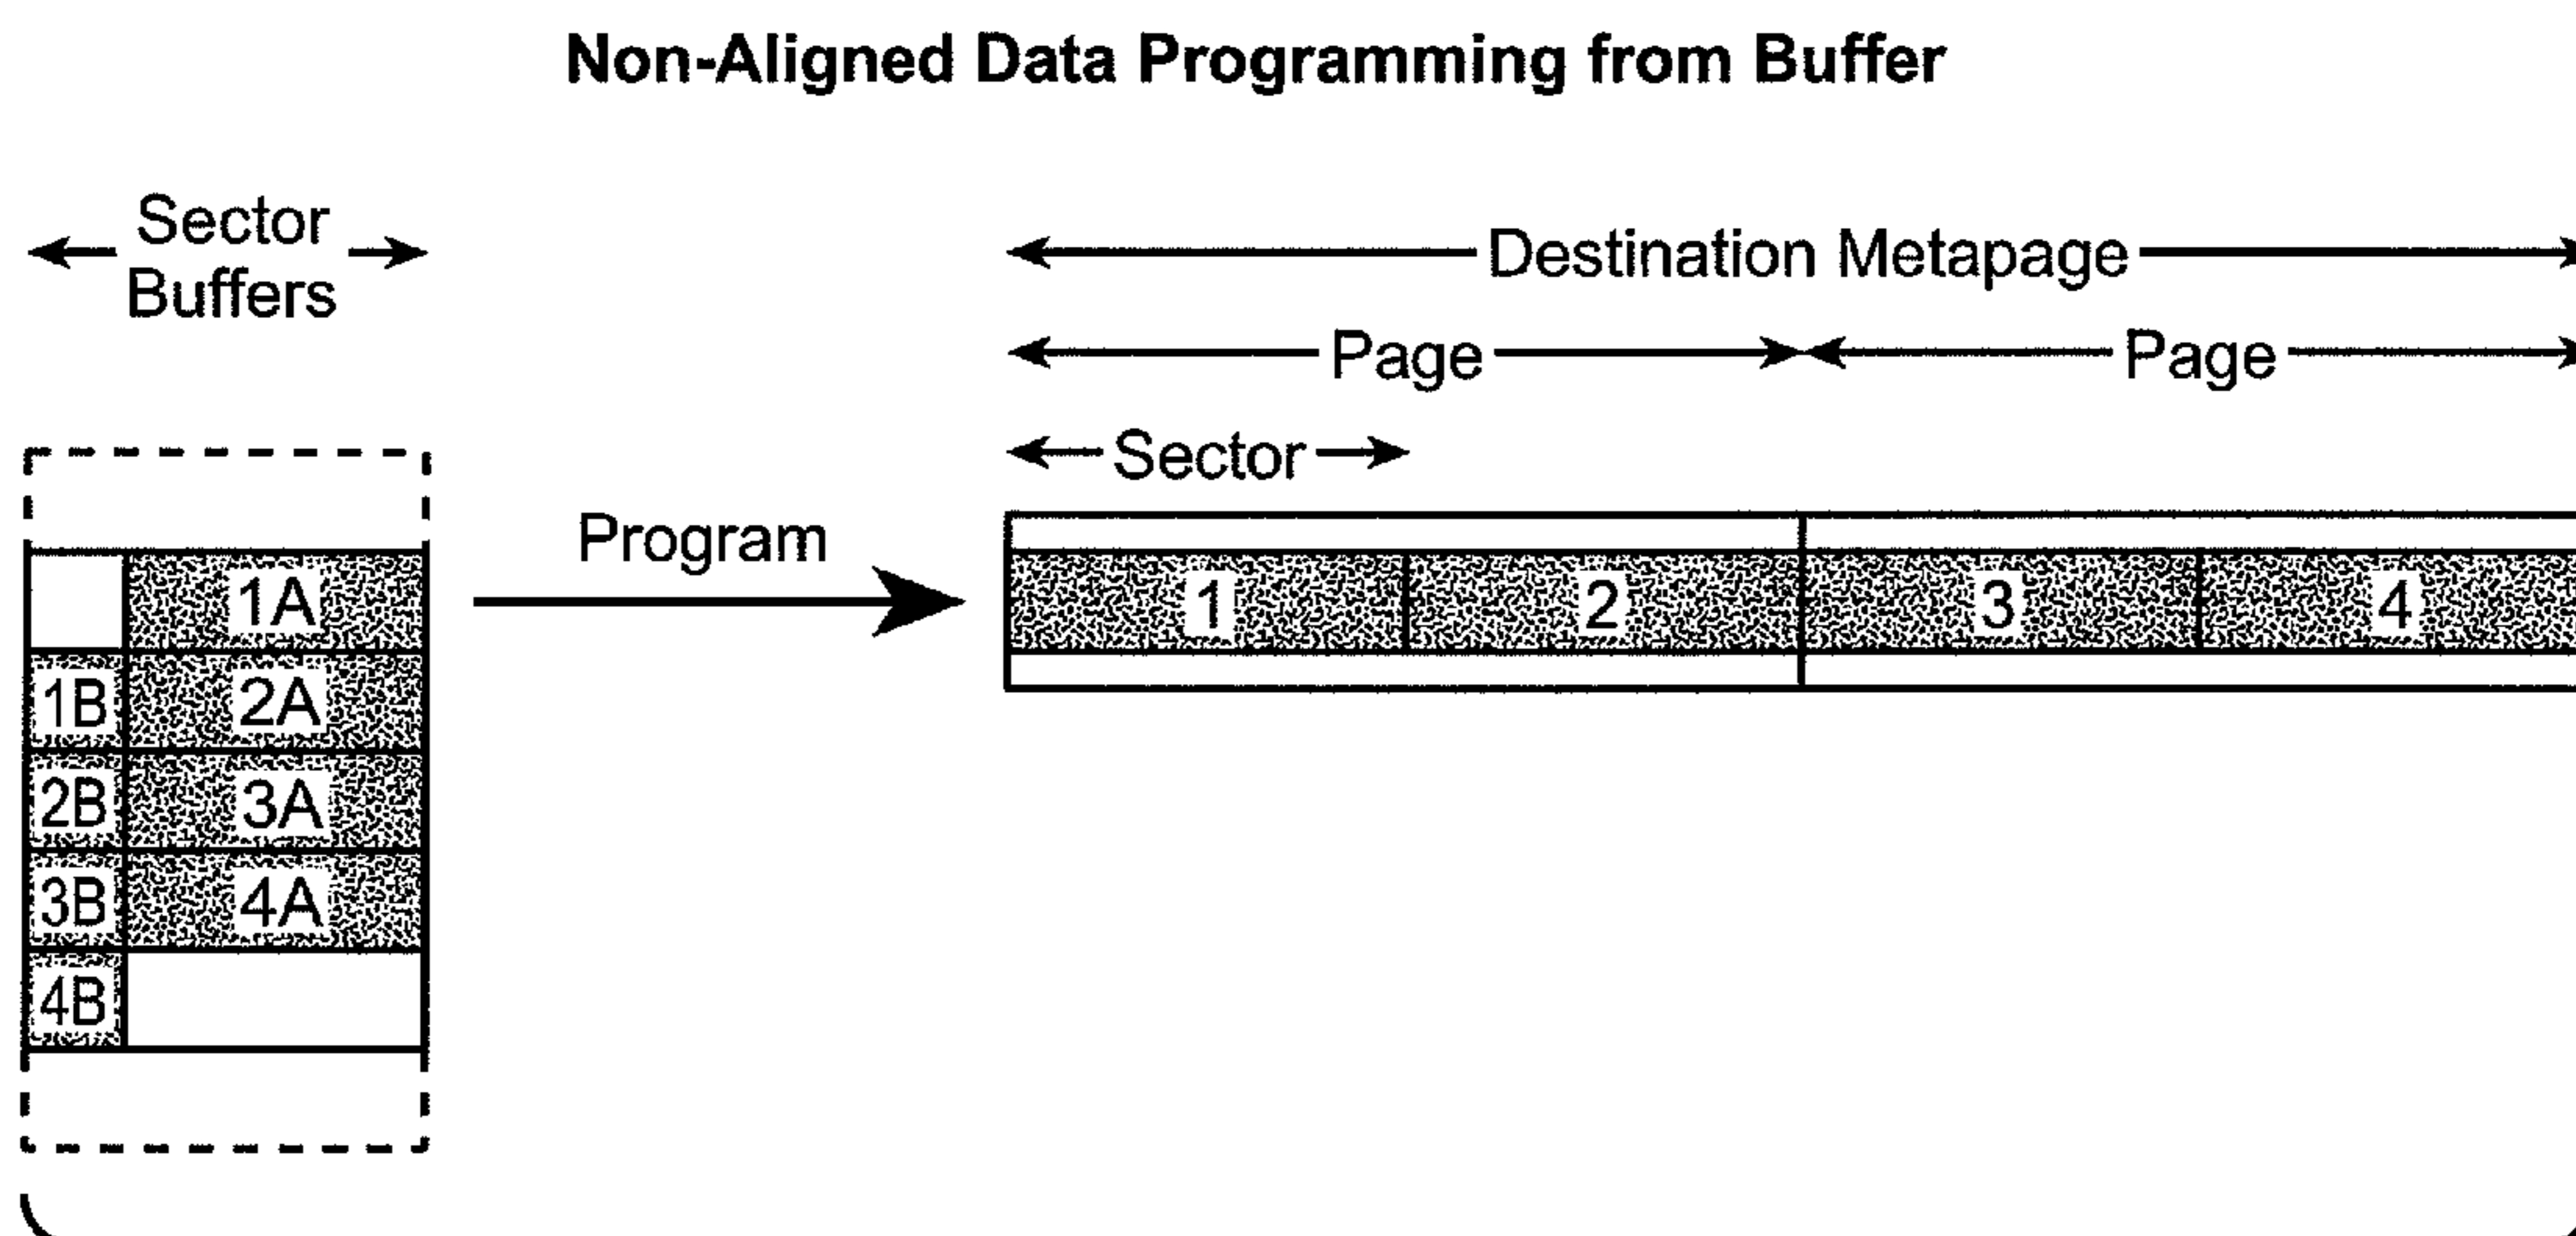 Non-Aligned Data Programming from Buffer
Sector
Buffers
Destination Metapage
Page Page
Sector
Program
1A
1B 2A
2B 3A
3B 4A
4B
1 2 3 4